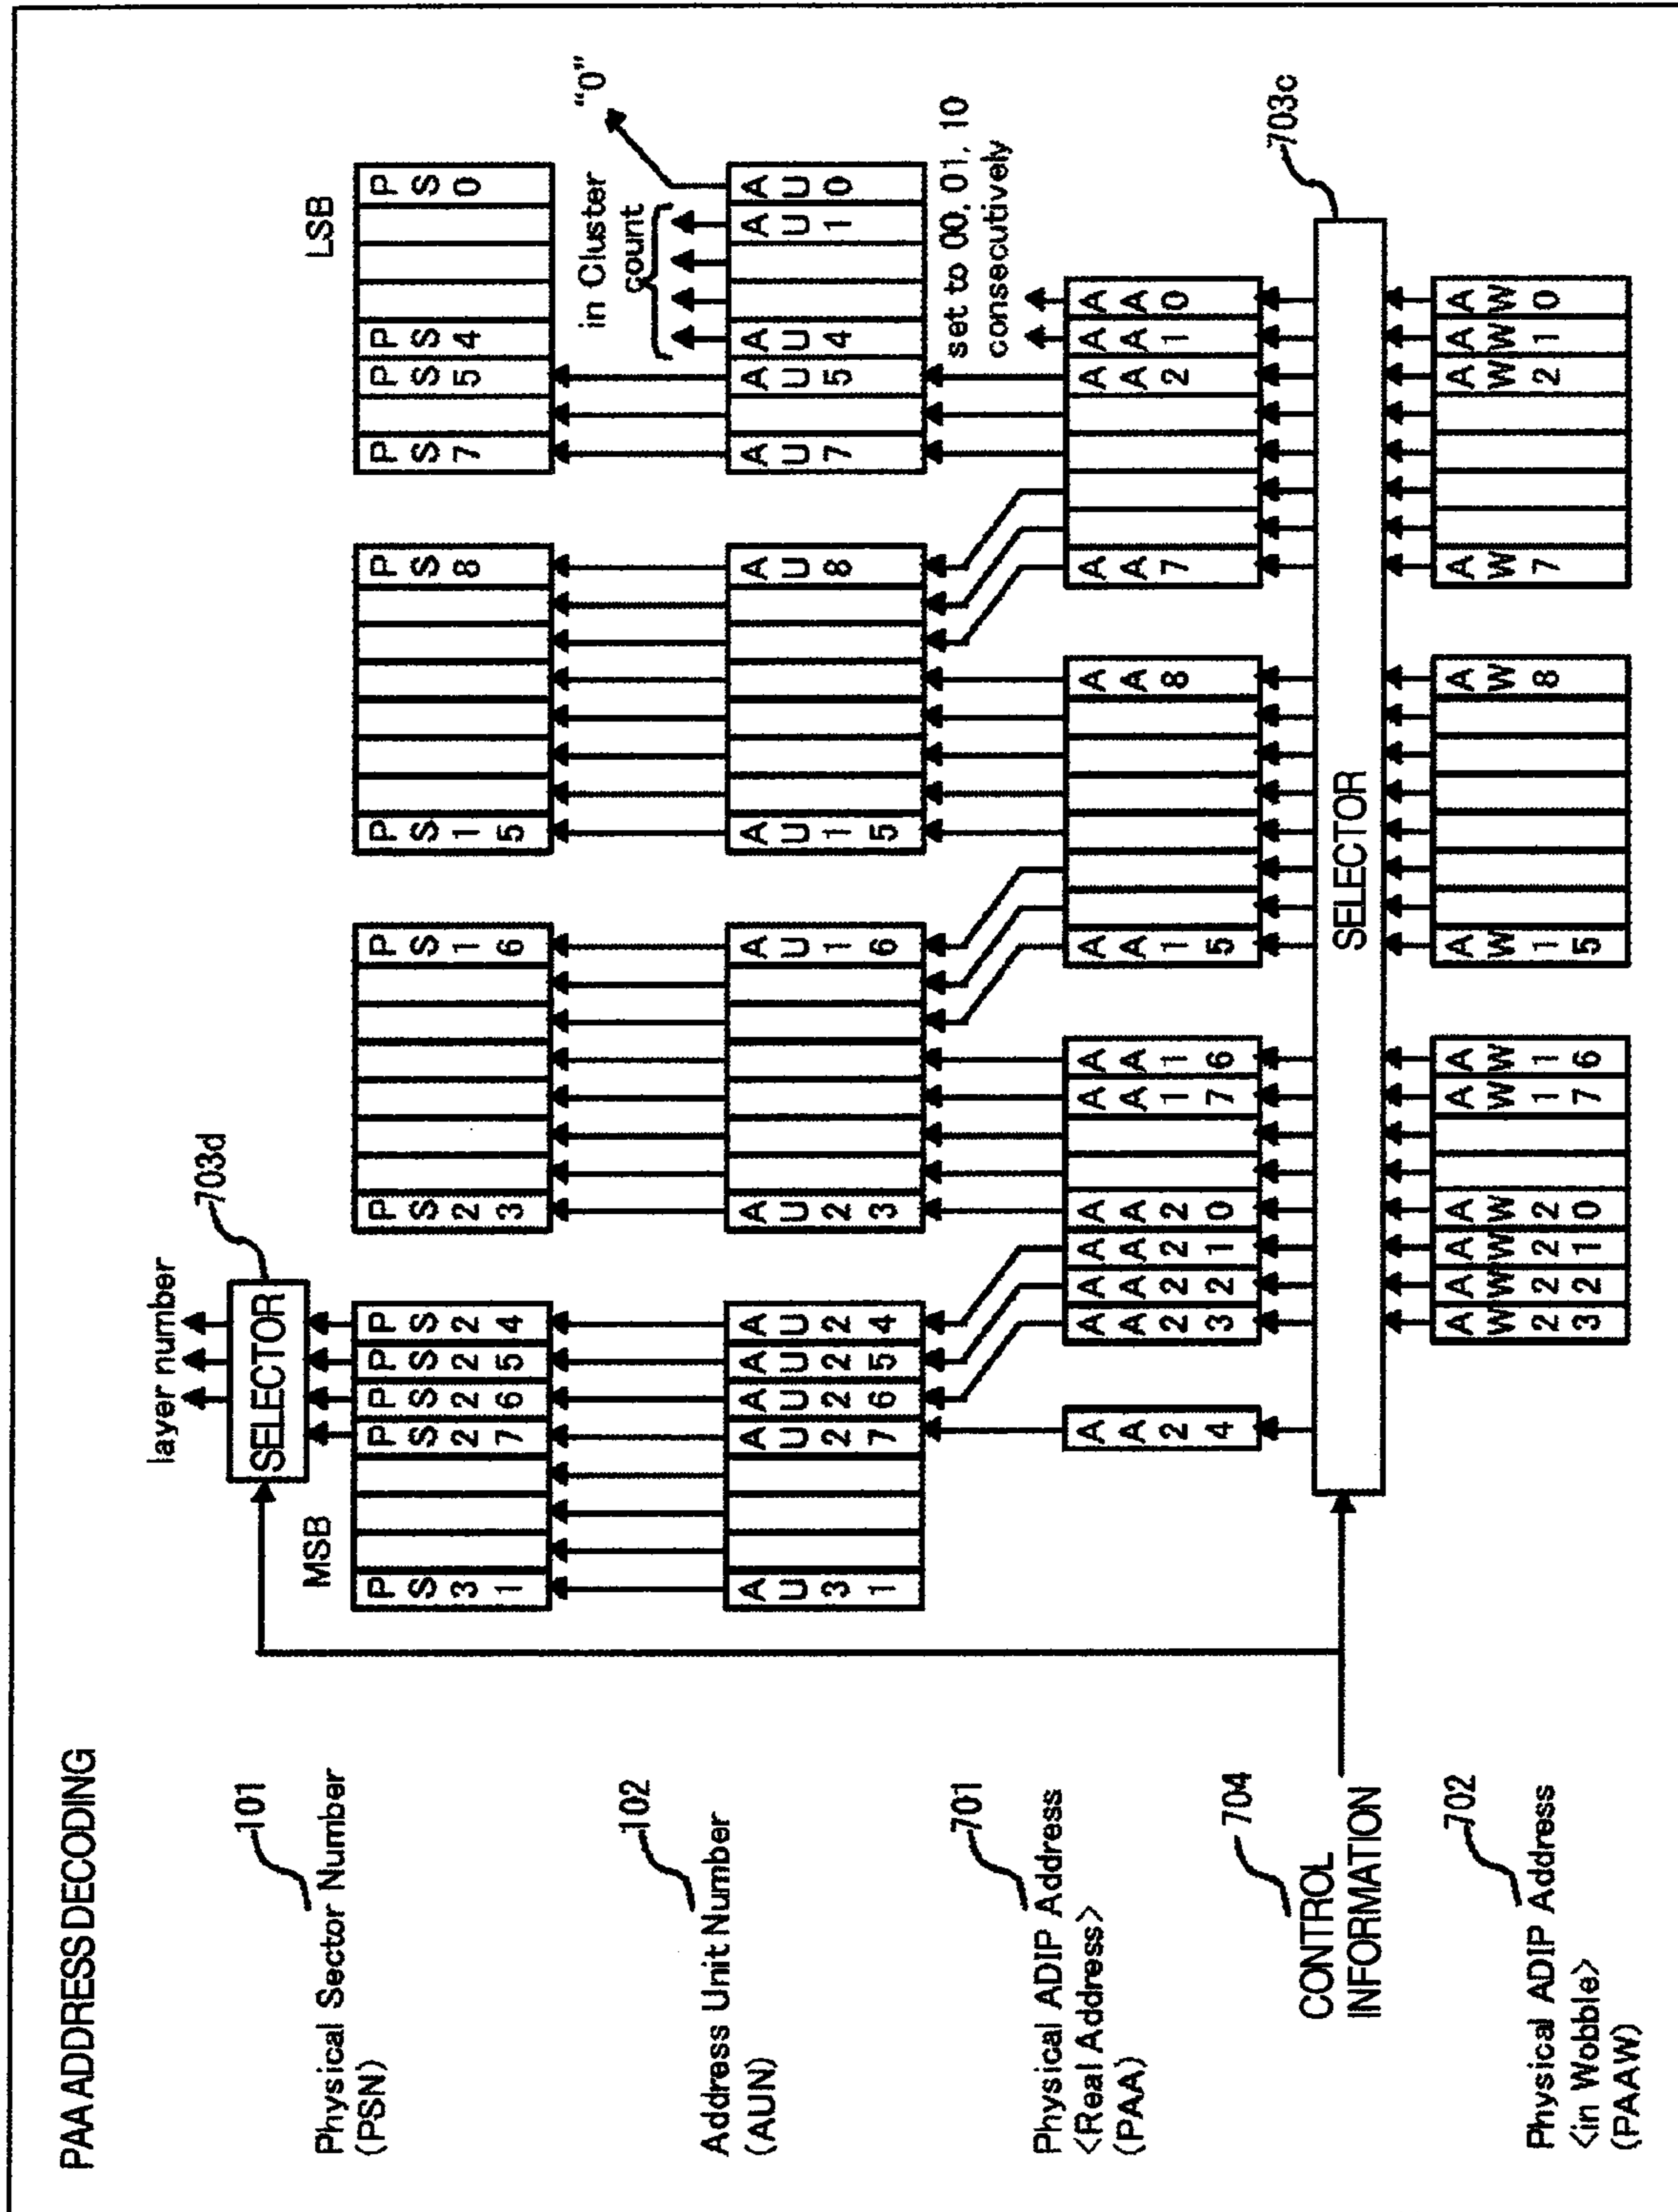 PAA ADDRESS DECODING
layer number
703d
SELECTOR
MSB
LSB
101
Physical Sector Number
(PSN)
PS31 PS27 PS26 PS25 PS24 PS23 PS16 PS15 PS8 PS7 PS5 PS4 PS0
in Cluster
count
"0"
102
Address Unit Number
(AUN)
AU31 AU27 AU26 AU25 AU24 AU23 AU16 AU15 AU8 AU7 AU5 AU4 AU1 AU0
set to 00, 01, 10
consecutively
701
Physical ADIP Address
<Real Address>
(PAA)
AA24 AA23 AA22 AA21 AA20 AA17 AA16 AA15 AA8 AA7 AA2 AA1 AA0
704
CONTROL
INFORMATION
SELECTOR
703c
702
Physical ADIP Address
<in Wobble>
(PAAW)
AW23 AW22 AW21 AW20 AW17 AW16 AW15 AW8 AW7 AW2 AW1 AW0